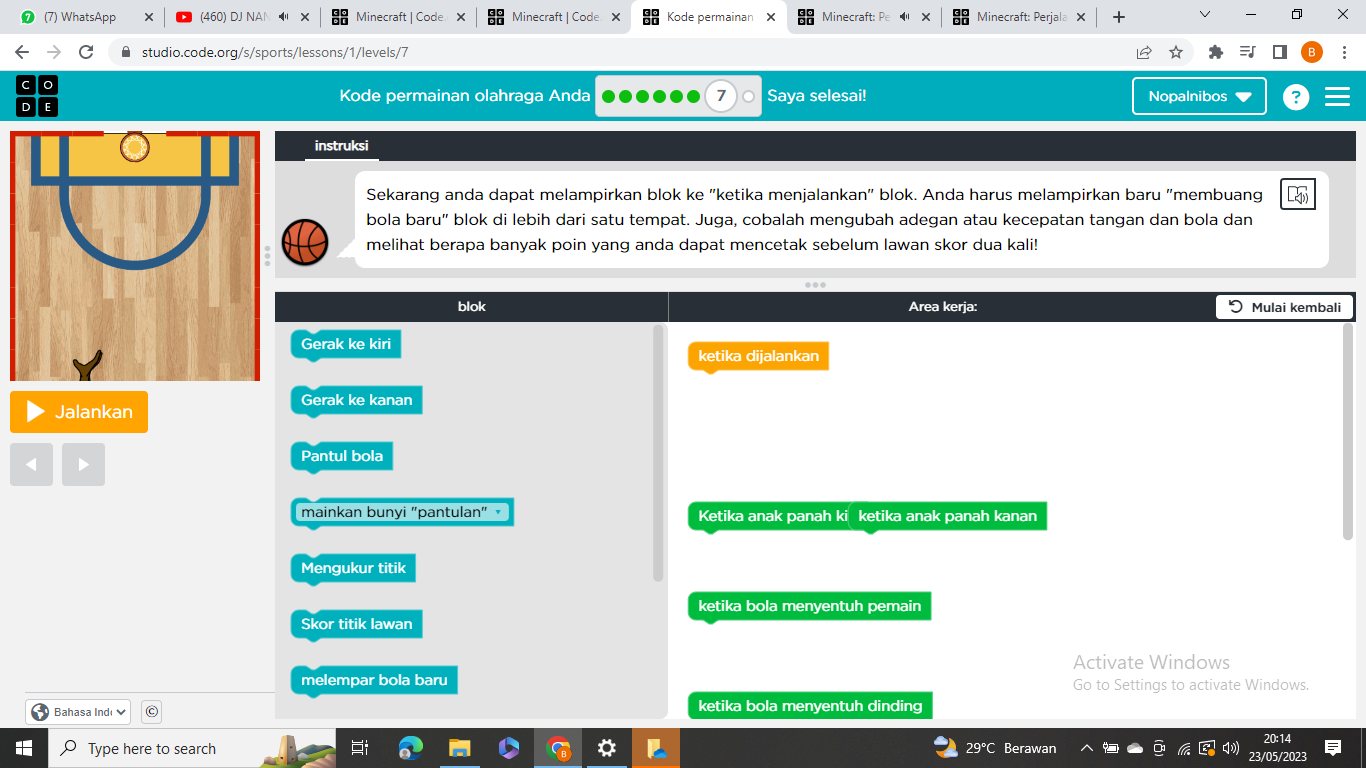 (7) WhatsApp
(460) DJ NAN
Minecraft | Code.
Minecraft | Code.
Kode permainan
Minecraft: Pe
Minecraft: Perjala
studio.code.org/s/sports/lessons/1/levels/7
B
C O
D E
Kode permainan olahraga Anda
7
Saya selesai!
Nopalnibos
?
instruksi
Sekarang anda dapat melampirkan blok ke "ketika menjalankan" blok. Anda harus melampirkan baru "membuang
bola baru" blok di lebih dari satu tempat. Juga, cobalah mengubah adegan atau kecepatan tangan dan bola dan
melihat berapa banyak poin yang anda dapat mencetak sebelum lawan skor dua kali!
Jalankan
blok
Area kerja:
Mulai kembali
Gerak ke kiri
Gerak ke kanan
Pantul bola
mainkan bunyi "pantulan"
Mengukur titik
Skor titik lawan
melempar bola baru
ketika dijalankan
Ketika anak panah ki
ketika anak panah kanan
ketika bola menyentuh pemain
ketika bola menyentuh dinding
Activate Windows
Go to Settings to activate Windows.
Bahasa Ind
©
Type here to search
29°C Berawan
20:14
23/05/2023